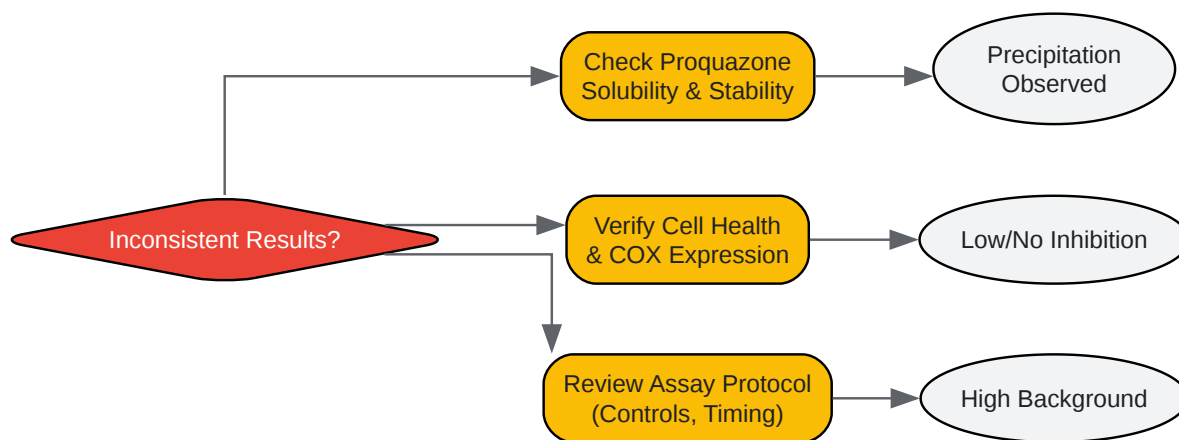 Check Proquazone
Solubility & Stability
Precipitation
Observed
Inconsistent Results?
Verify Cell Health
& COX Expression
Low/No Inhibition
Review Assay Protocol
(Controls, Timing)
High Background